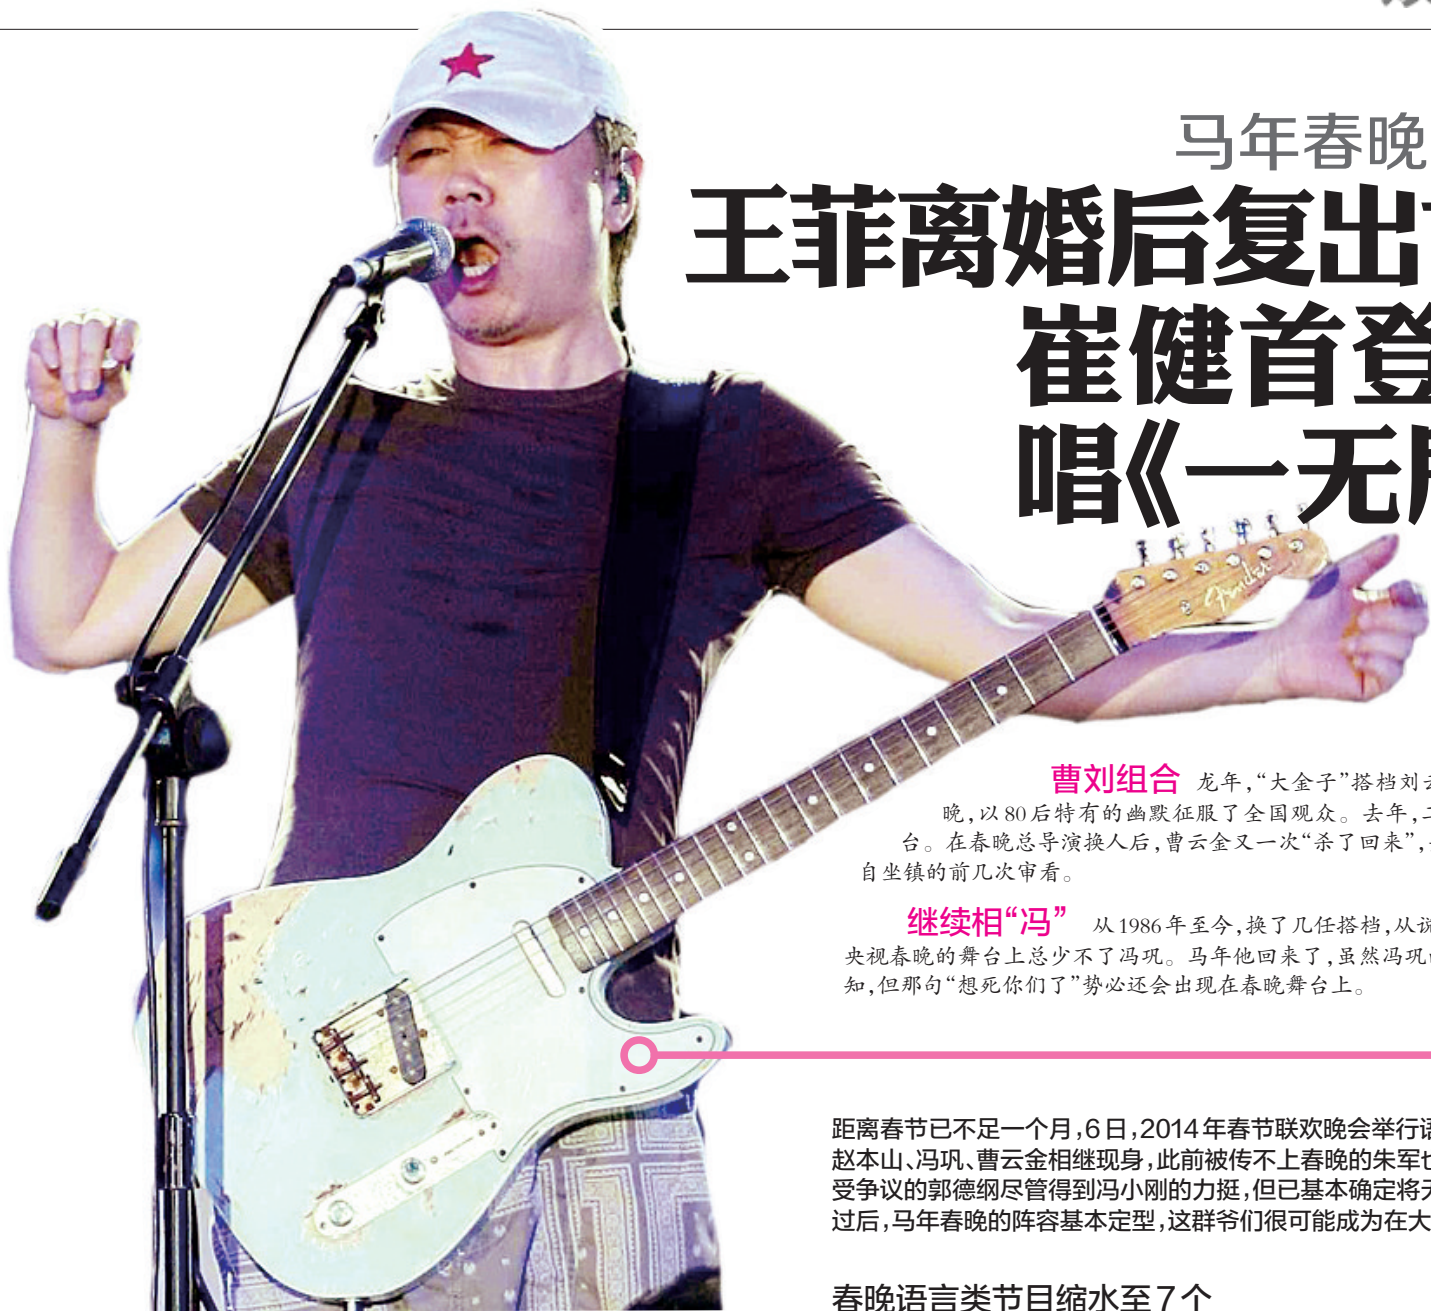 马年春晚
王菲离婚后复出
崔健首登
唱《一无
Fender
曹刘组合 龙年,“大金子”搭档刘云
晚,以80后特有的幽默征服了全国观众。去年,二
台。在春晚总导演换人后,曹云金又一次“杀了回来”,
自坐镇的前几次审看。
继续相“冯” 从1986年至今,换了几任搭档,从说
央视春晚的舞台上总少不了冯巩。马年他回来了,虽然冯巩
知,但那句“想死你们了”势必还会出现在春晚舞台上。
距离春节已不足一个月,6日,2014年春节联欢晚会举行语
赵本山、冯巩、曹云金相继现身,此前被传不上春晚的朱军也
受争议的郭德纲尽管得到冯小刚的力挺,但已基本确定将无
过后,马年春晚的阵容基本定型,这群爷们很可能成为在大
春晚语言类节目缩水至7个